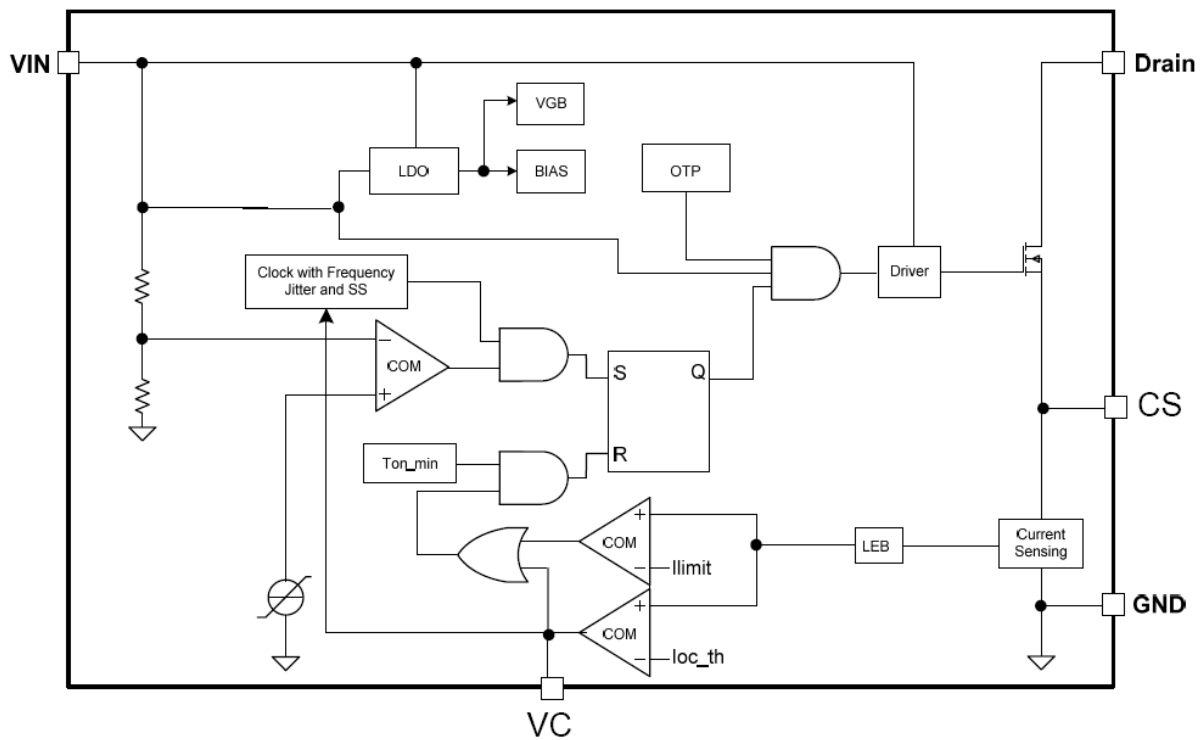 VIN
Drain
VGB
LDO
BIAS
OTP
Clock with Frequency
Jitter and SS
Driver
COM
−
+
S
Q
R
CS
Ton_min
+
COM
−
Ilimit
LEB
Current
Sensing
+
COM
−
Ioc_th
GND
VC